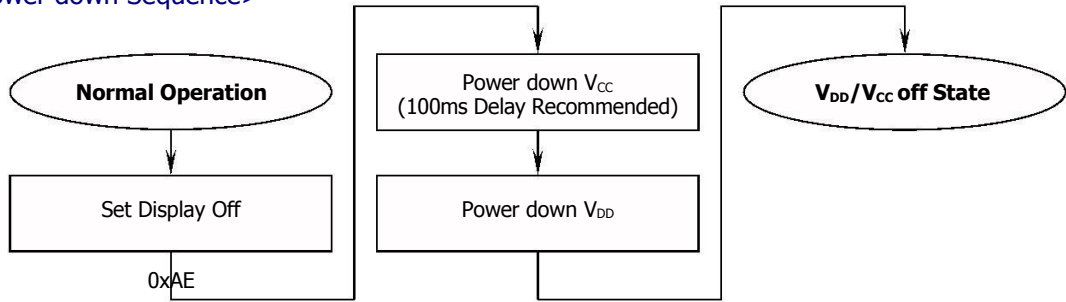 down Sequence>
Normal Operation
Set Display Off
0xAE
Power down VCC
(100ms Delay Recommended)
Power down VDD
VDD/VCC off State